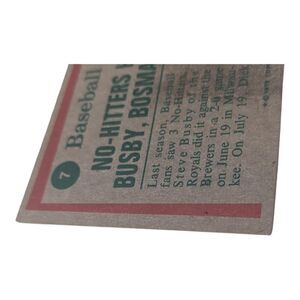 7
Baseball
NO-HITTERS
BUSBY, BOSMA
Last season, Baseball
fans saw 3 No-Hitters.
Steve Busby of the
Royals did it against the
Brewers in a 2-0 game
on June 19 in Milwau-
kee. On July 19, Dick